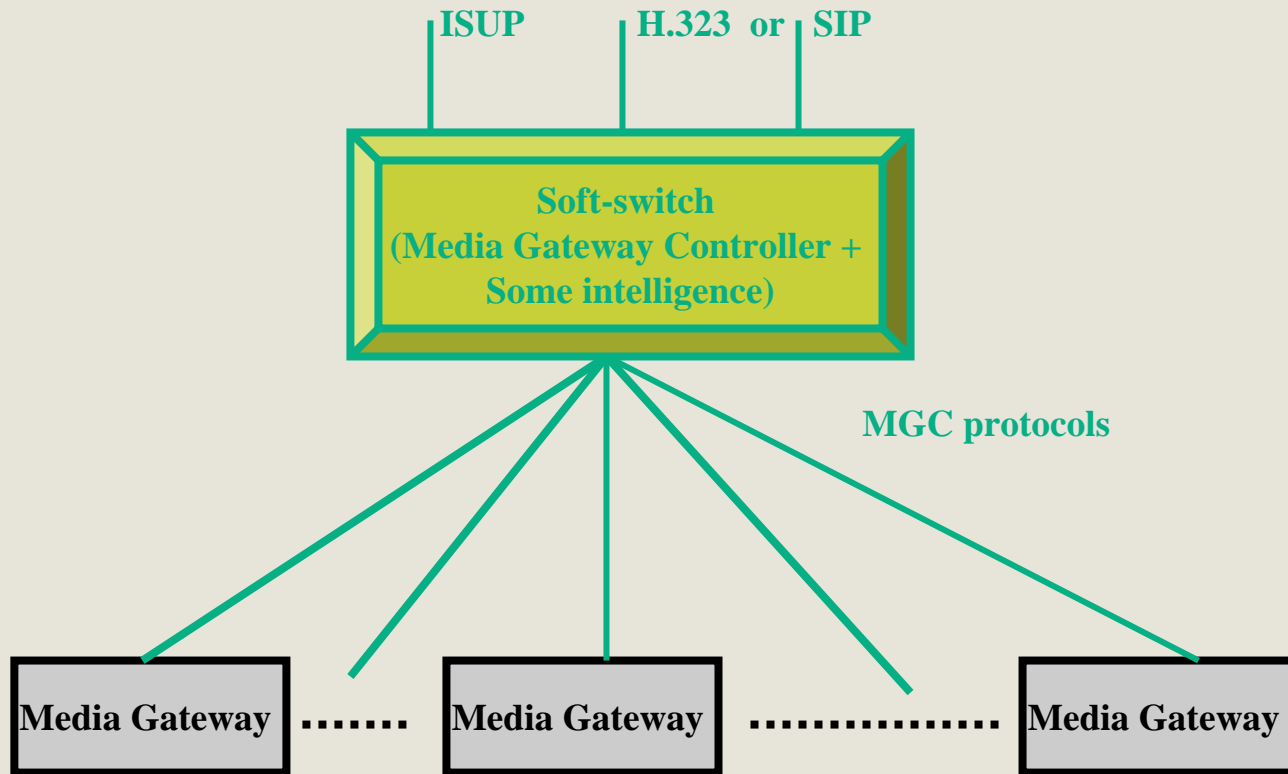 ISUP H.323 or SIP
Soft-switch
(Media Gateway Controller +
Some intelligence)
MGC protocols
Media Gateway ....... Media Gateway ................ Media Gateway